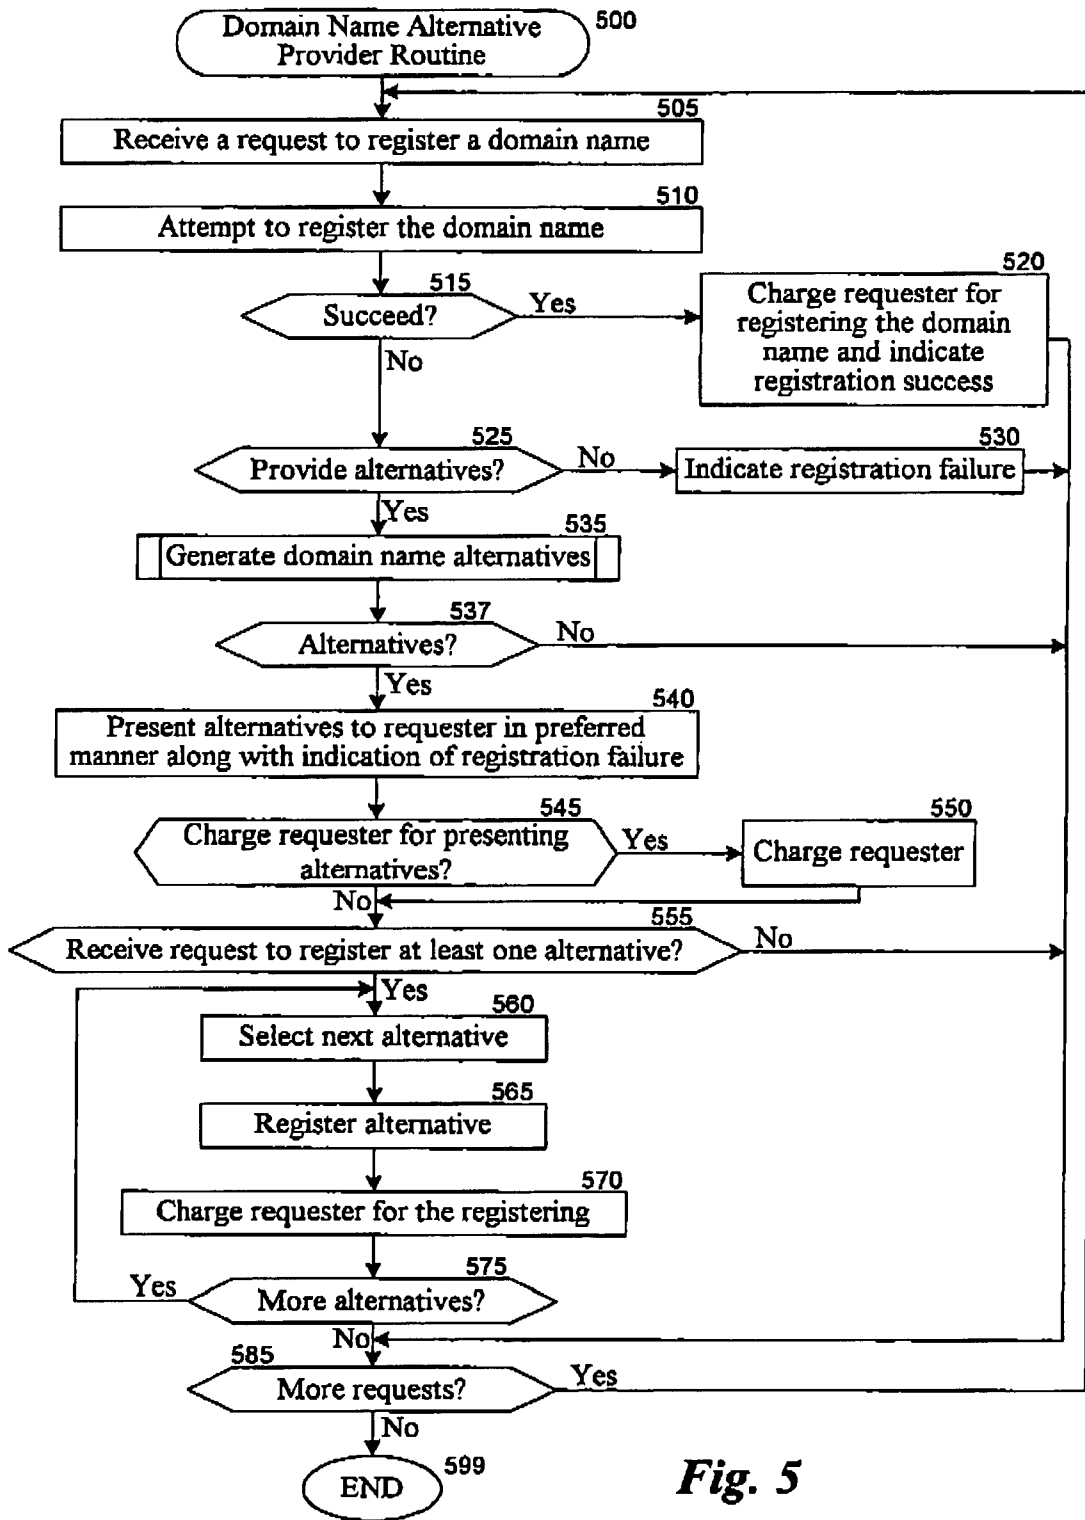 Domain Name Alternative
Provider Routine
500
505
Receive a request to register a domain name
510
Attempt to register the domain name
515
Succeed?
Yes
No
520
Charge requester for
registering the domain
name and indicate
registration success
525
Provide alternatives?
No
Yes
530
Indicate registration failure
535
Generate domain name alternatives
537
Alternatives?
No
Yes
540
Present alternatives to requester in preferred
manner along with indication of registration failure
545
Charge requester for presenting
alternatives?
Yes
No
550
Charge requester
555
Receive request to register at least one alternative?
No
Yes
560
Select next alternative
565
Register alternative
570
Charge requester for the registering
575
More alternatives?
Yes
No
585
More requests?
Yes
No
END
599
Fig. 5